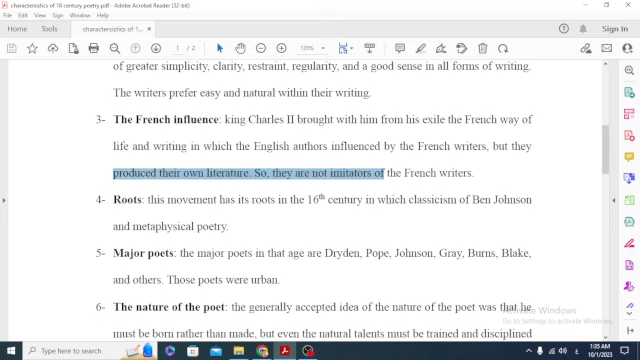 characterstistics of 18 century poetry.pdf - Adobe Acrobat Reader (32-bit)
File Edit View Sign Window Help
Home Tools characterstistics of 1... × Sign In
1 / 2 135%
of greater simplicity, clarity, restraint, regularity, and a good sense in all forms of writing.
The writers prefer easy and natural within their writing.
3- The French influence: king Charles II brought with him from his exile the French way of
life and writing in which the English authors influenced by the French writers, but they
produced their own literature. So, they are not imitators of the French writers.
4- Roots: this movement has its roots in the 16th century in which classicism of Ben Johnson
and metaphysical poetry.
5- Major poets: the major poets in that age are Dryden, Pope, Johnson, Gray, Burns, Blake,
and others. Those poets were urban.
6- The nature of the poet: the generally accepted idea of the nature of the poet was that he
must be born rather than made, but even the natural talents must be trained and disciplined
Activate Windows
Go to Settings to activate Windows.
Type here to search
1:35 AM
10/1/2023